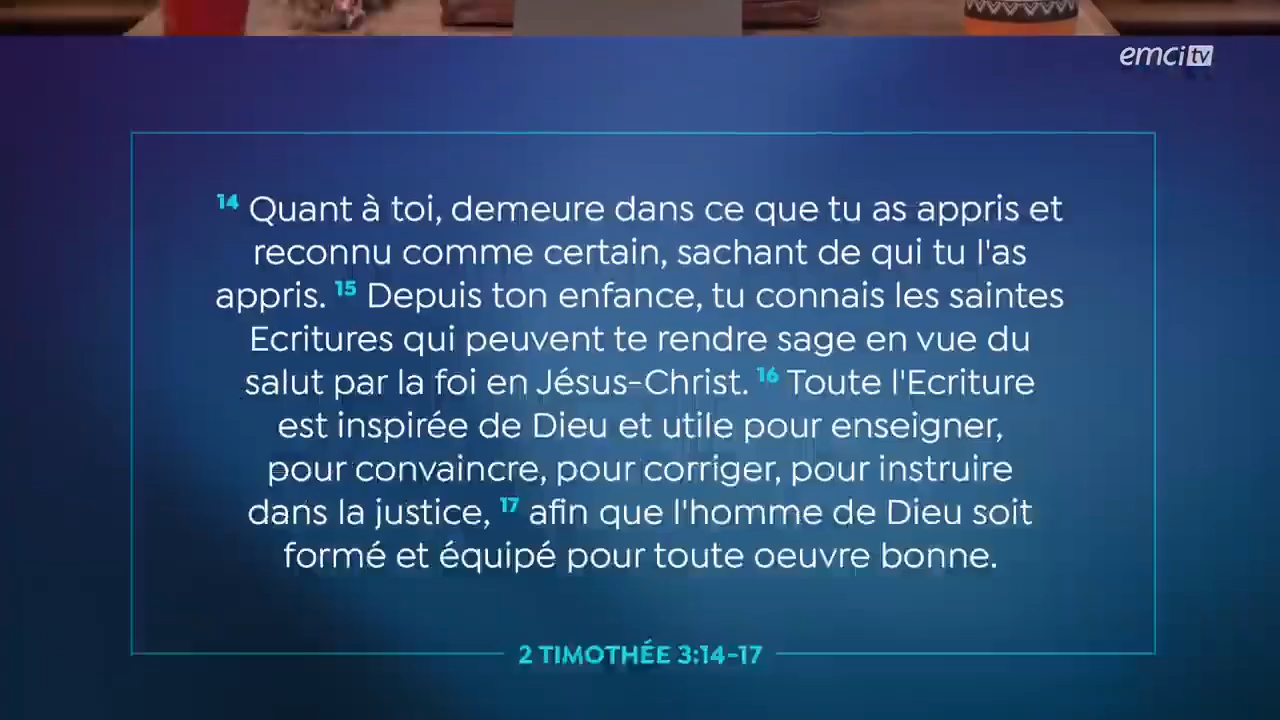 emci tv
14 Quant à toi, demeure dans ce que tu as appris et
reconnu comme certain, sachant de qui tu l'as
appris. 15 Depuis ton enfance, tu connais les saintes
Ecritures qui peuvent te rendre sage en vue du
salut par la foi en Jésus-Christ. 16 Toute l'Ecriture
est inspirée de Dieu et utile pour enseigner,
pour convaincre, pour corriger, pour instruire
dans la justice, 17 afin que l'homme de Dieu soit
formé et équipé pour toute oeuvre bonne.
2 TIMOTHÉE 3:14-17